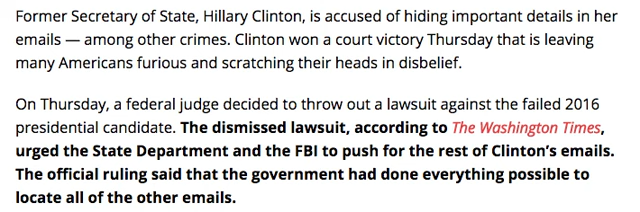 Former Secretary of State, Hillary Clinton, is accused of hiding important details in her
emails — among other crimes. Clinton won a court victory Thursday that is leaving
many Americans furious and scratching their heads in disbelief.
On Thursday, a federal judge decided to throw out a lawsuit against the failed 2016
presidential candidate. The dismissed lawsuit, according to The Washington Times,
urged the State Department and the FBI to push for the rest of Clinton’s emails.
The official ruling said that the government had done everything possible to
locate all of the other emails.